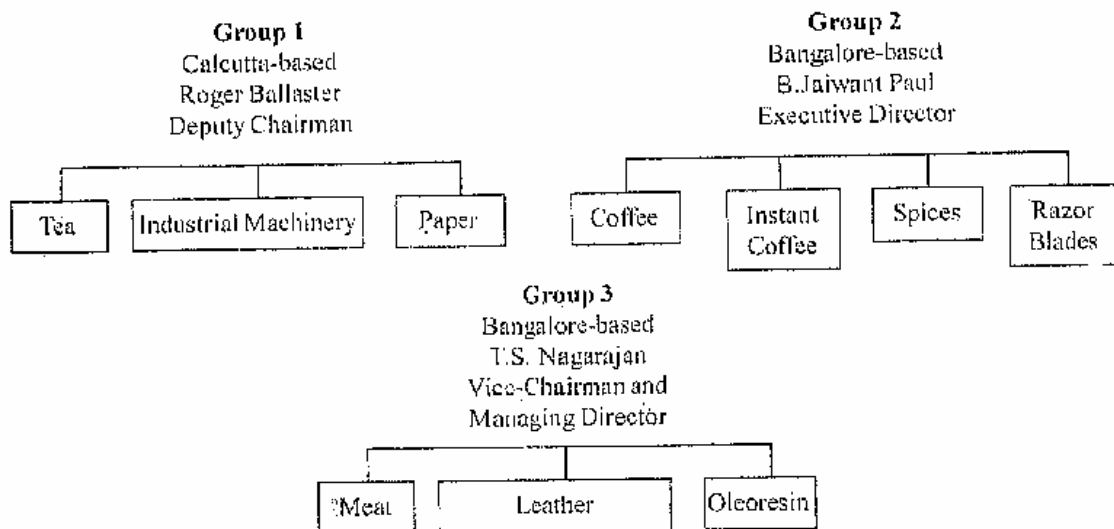 Group 1
Calcutta-based
Roger Ballaster
Deputy Chairman
Tea
Industrial Machinery
Paper
Group 2
Bangalore-based
B.Jaiwant Paul
Executive Director
Coffee
Instant
Coffee
Spices
Razor
Blades
Group 3
Bangalore-based
T.S. Nagarajan
Vice-Chairman and
Managing Director
Meat
Leather
Oleoresin